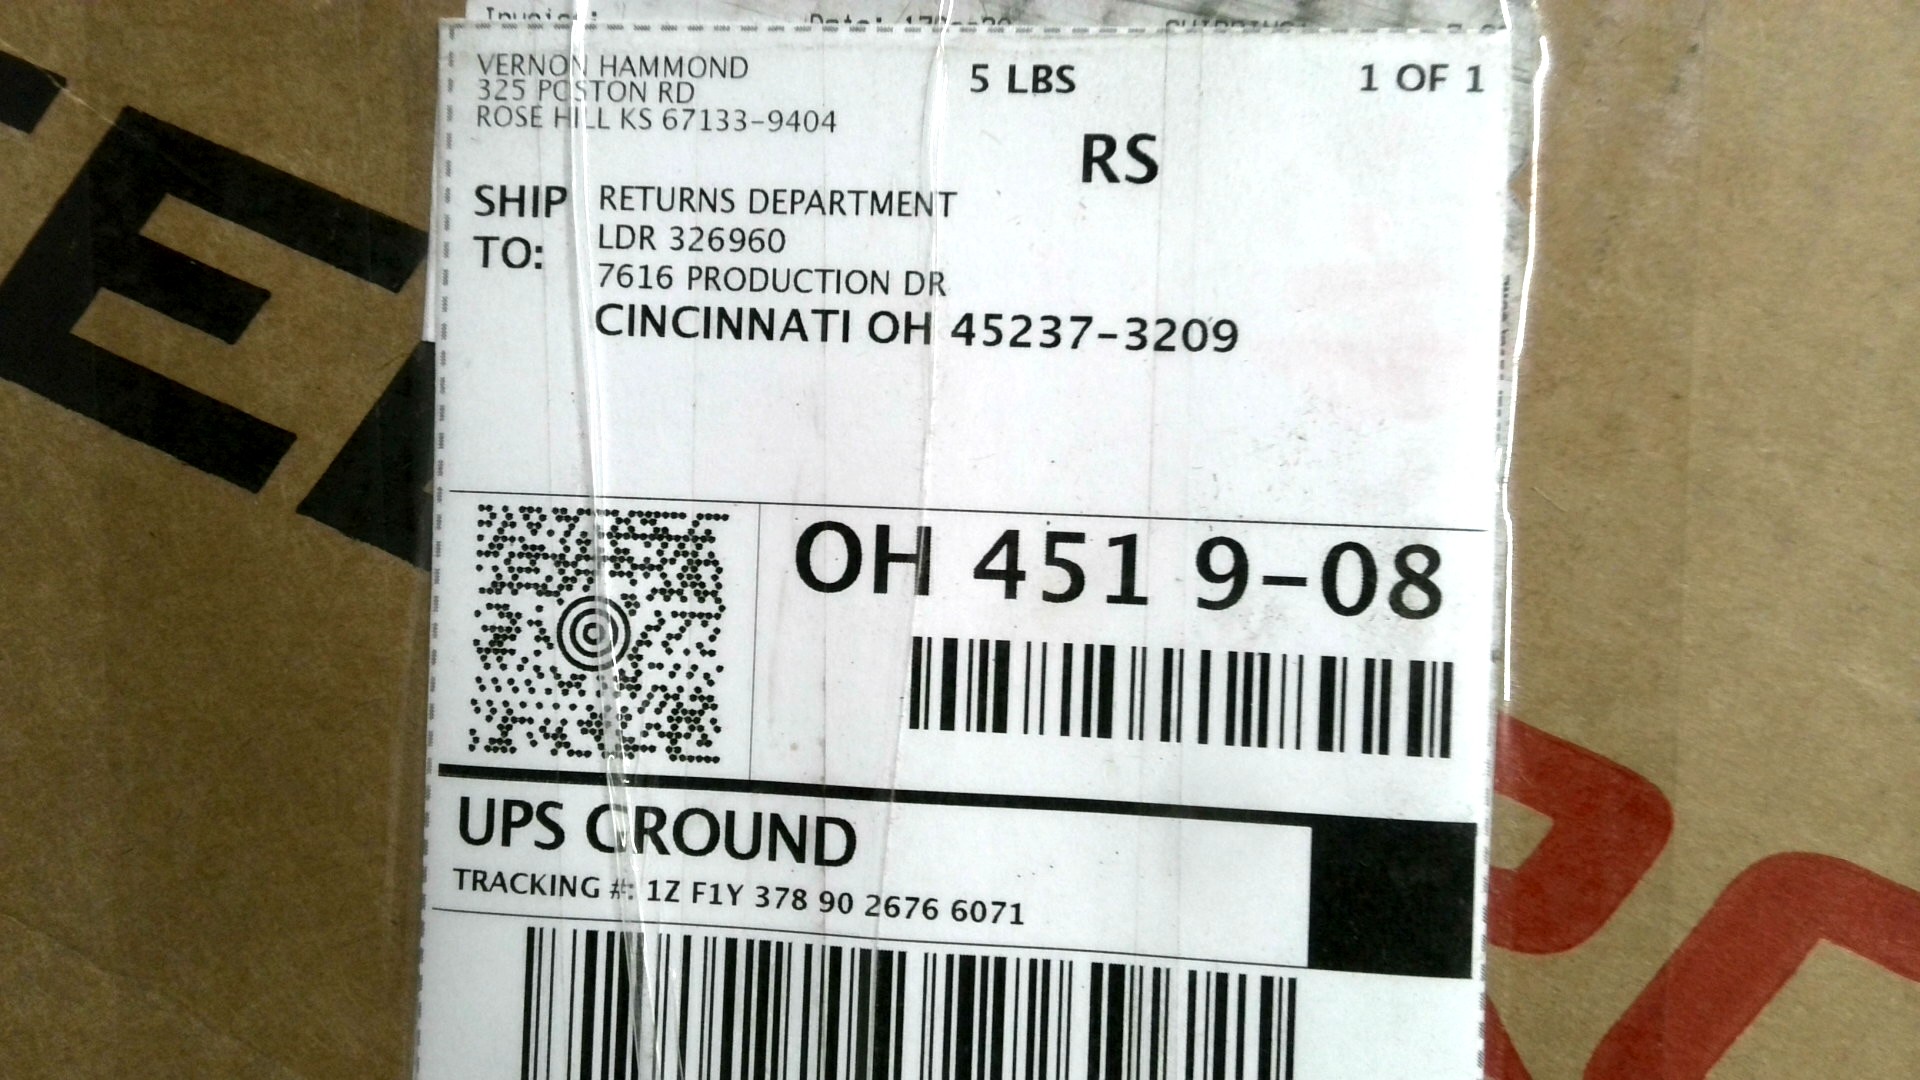 VERNON HAMMOND
325 POSTON RD
ROSE HILL KS 67133-9404
5 LBS
1 OF 1
RS
SHIP TO:
RETURNS DEPARTMENT
LDR 326960
7616 PRODUCTION DR
CINCINNATI OH 45237-3209
OH 451 9-08
UPS GROUND
TRACKING #: 1Z F1Y 378 90 2676 6071